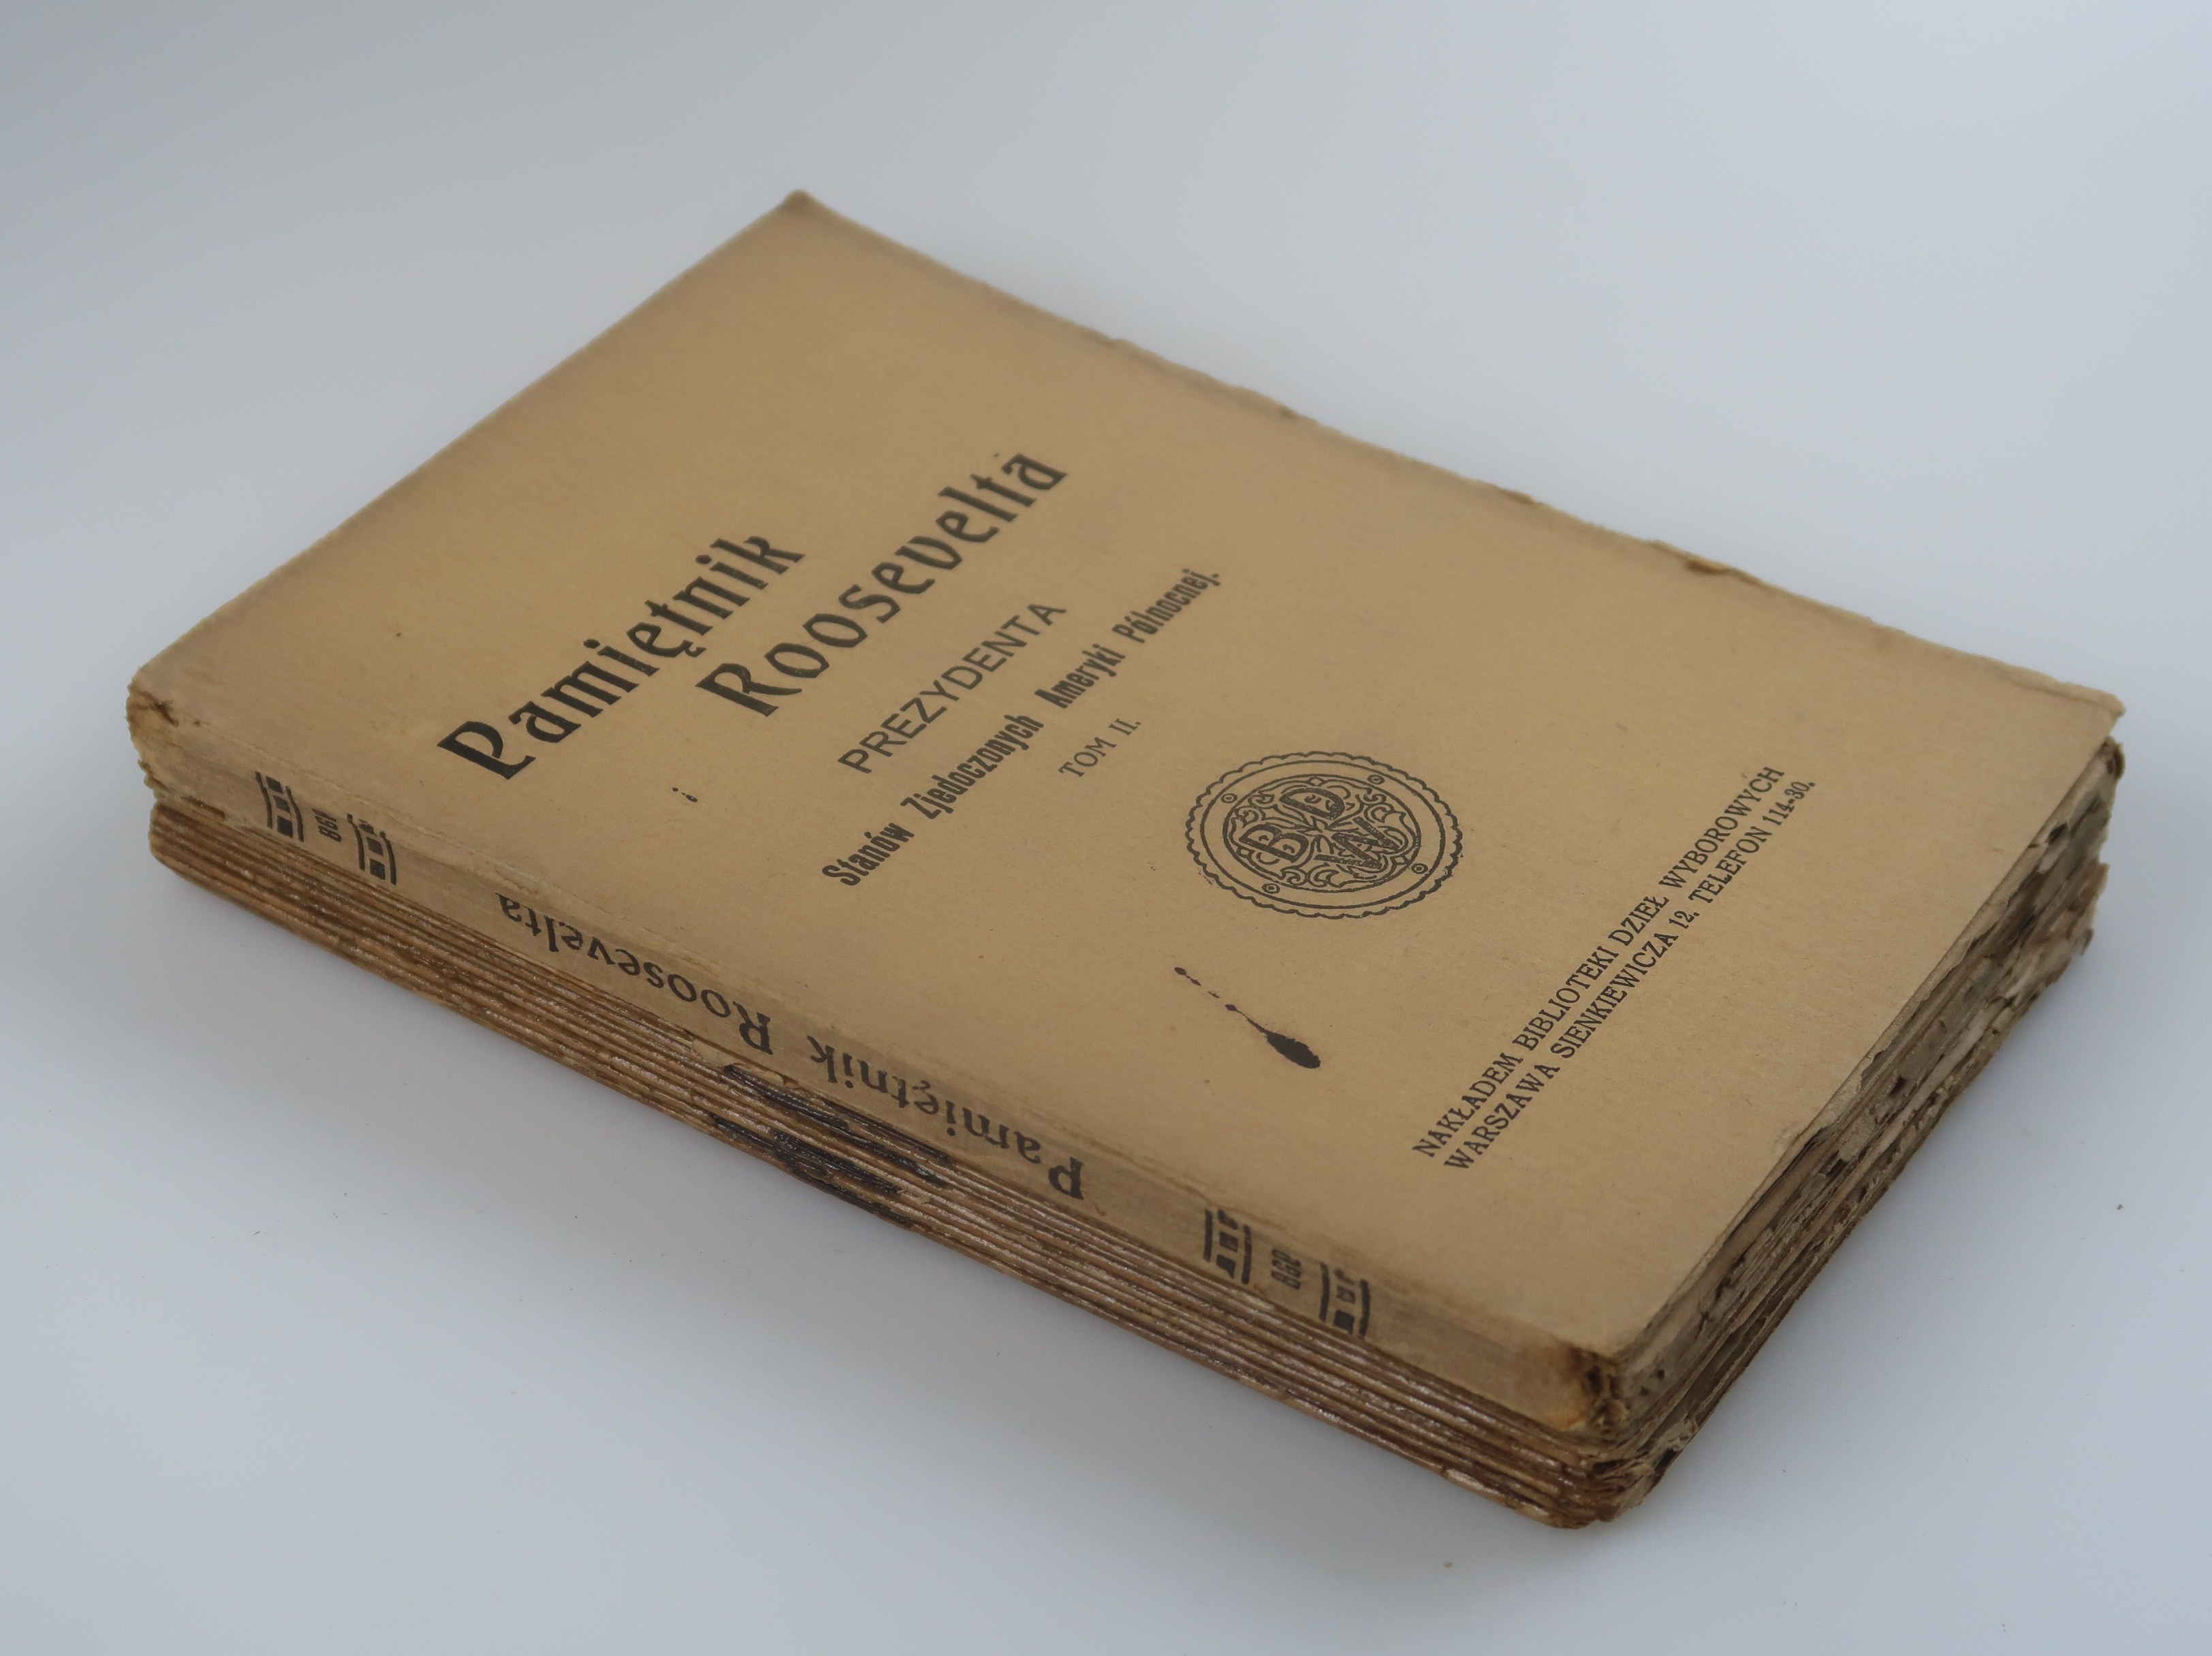 Pamiętnik
Roosevelta
PREZYDENTA
Stanów Zjedoczonych Ameryki Północnej.
TOM II.
B D
W
NAKŁADEM BIBLIOTEKI DZIEŁ WYBOROWYCH
WARSZAWA SIENKIEWICZA 12. TELEFON 114-30.
Pamiętnik Roosevelta